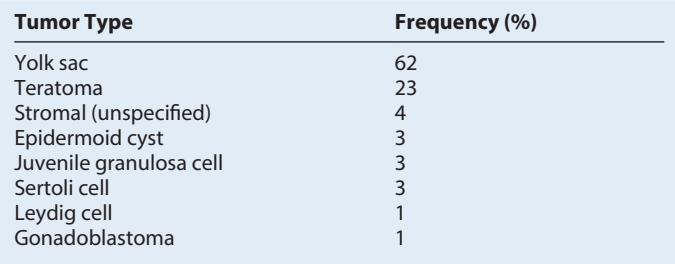 Tumor Type Frequency (%)
Yolk sac 62
Teratoma 23
Stromal (unspecified) 4
Epidermoid cyst 3
Juvenile granulosa cell 3
Sertoli cell 3
Leydig cell 1
Gonadoblastoma 1